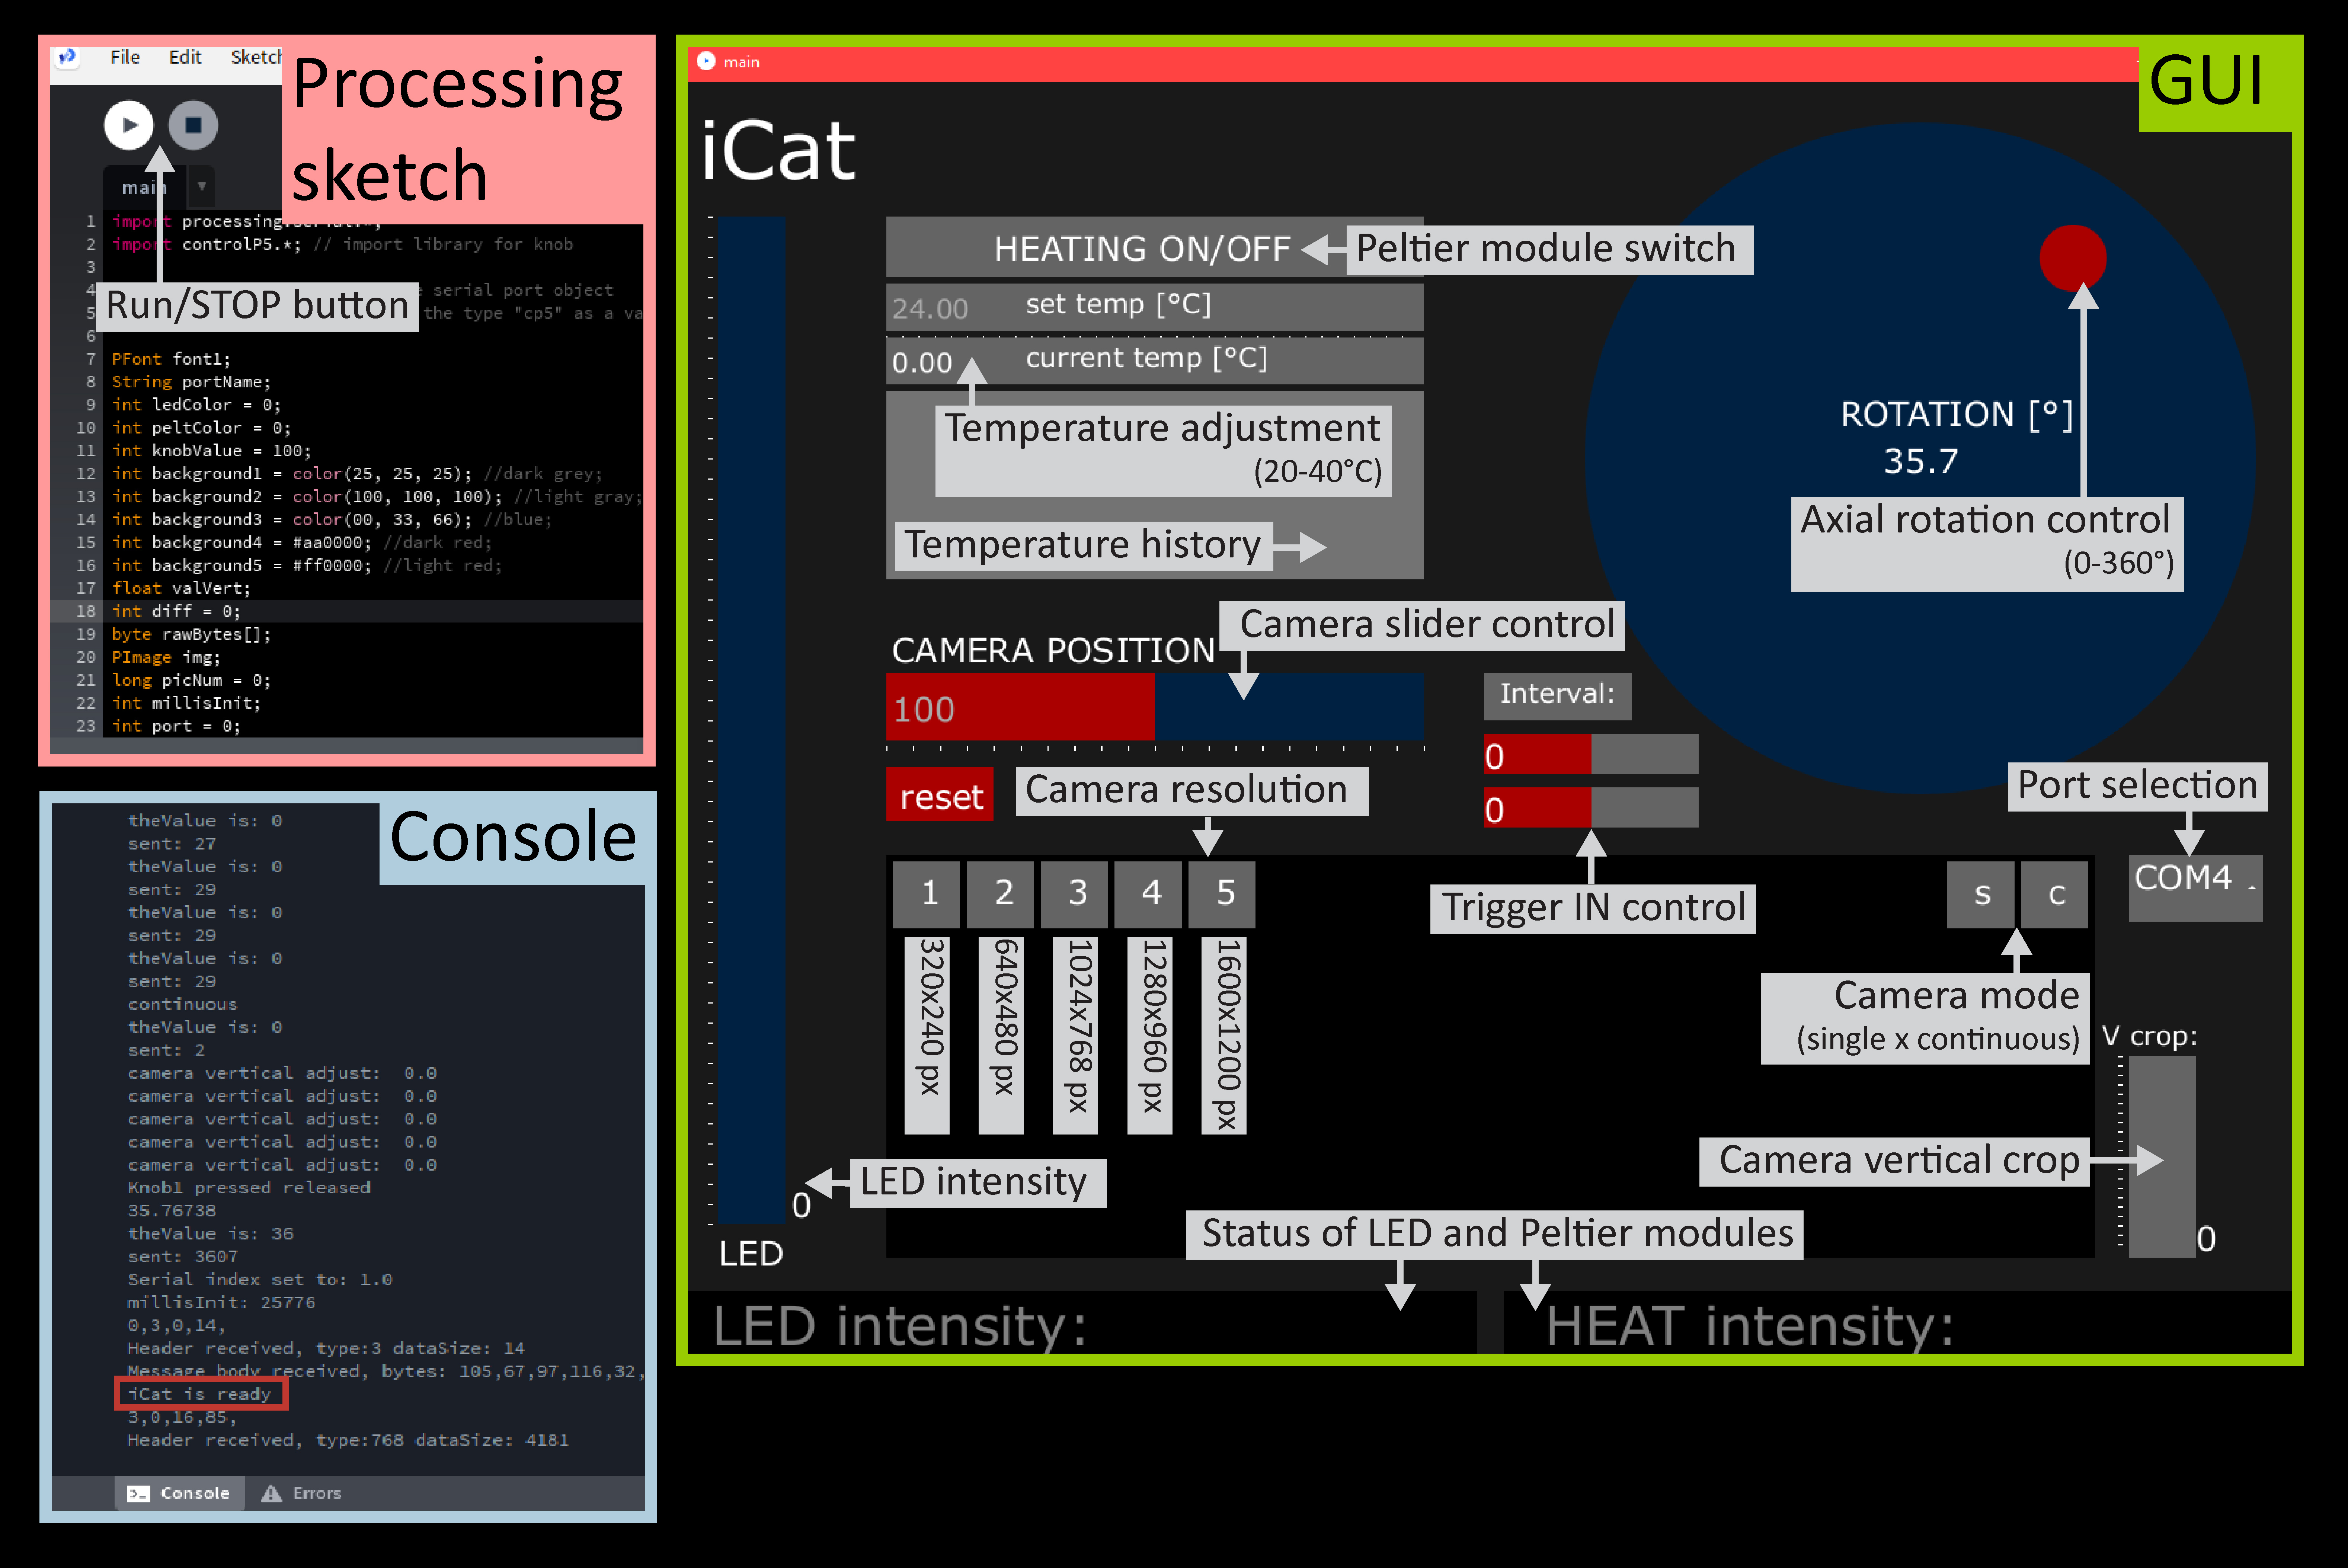 File Edit Sketch
Processing
sketch
main
1 import processing.serial.*;
2 import controlP5.*; // import library for knob
3
4 serial port object
Run/STOP button
5 the type "cp5" as a va
6
7 PFont font1;
8 String portName;
9 int ledColor = 0;
10 int peltColor = 0;
11 int knobValue = 100;
12 int background1 = color(25, 25, 25); //dark grey;
13 int background2 = color(100, 100, 100); //light gray;
14 int background3 = color(00, 33, 66); //blue;
15 int background4 = #aa0000; //dark red;
16 int background5 = #ff0000; //light red;
17 float valVert;
18 int diff = 0;
19 byte rawBytes[];
20 PImage img;
21 long picNum = 0;
22 int millisInit;
23 int port = 0;
Console
theValue is: 0
sent: 27
theValue is: 0
sent: 29
theValue is: 0
sent: 29
theValue is: 0
sent: 29
continuous
theValue is: 0
sent: 2
camera vertical adjust: 0.0
camera vertical adjust: 0.0
camera vertical adjust: 0.0
camera vertical adjust: 0.0
camera vertical adjust: 0.0
Knob1 pressed released
35.76738
theValue is: 36
sent: 3607
Serial index set to: 1.0
millisInit: 25776
0,3,0,14,
Header received, type:3 dataSize: 14
Message body received, bytes: 105,67,97,116,32,
iCat is ready
3,0,16,85,
Header received, type:768 dataSize: 4181
Console Errors
main
GUI
iCat
HEATING ON/OFF
Peltier module switch
24.00 set temp [°C]
0.00 current temp [°C]
Temperature adjustment
(20-40°C)
Temperature history
ROTATION [°]
35.7
Axial rotation control
(0-360°)
CAMERA POSITION
Camera slider control
100
reset
Camera resolution
Interval:
0
0
Trigger IN control
Port selection
COM4
1 2 3 4 5
320x240 px
640x480 px
1024x768 px
1280x960 px
1600x1200 px
s c
Camera mode
(single x continuous)
V crop:
Camera vertical crop
0
LED intensity
0
LED
Status of LED and Peltier modules
LED intensity:
HEAT intensity: